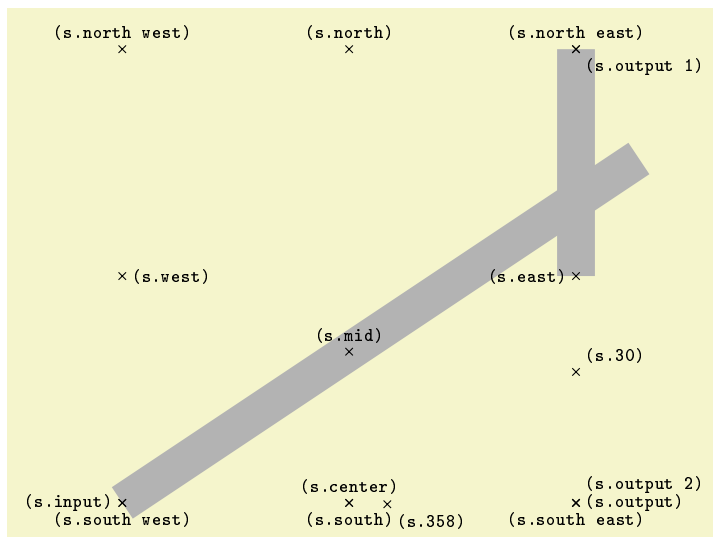 (s.north west) (s.north) (s.north east)
(s.output 1)
(s.west) (s.east)
(s.mid)
(s.30)
(s.center) (s.output 2)
(s.input) (s.output)
(s.south west) (s.south) (s.358) (s.south east)